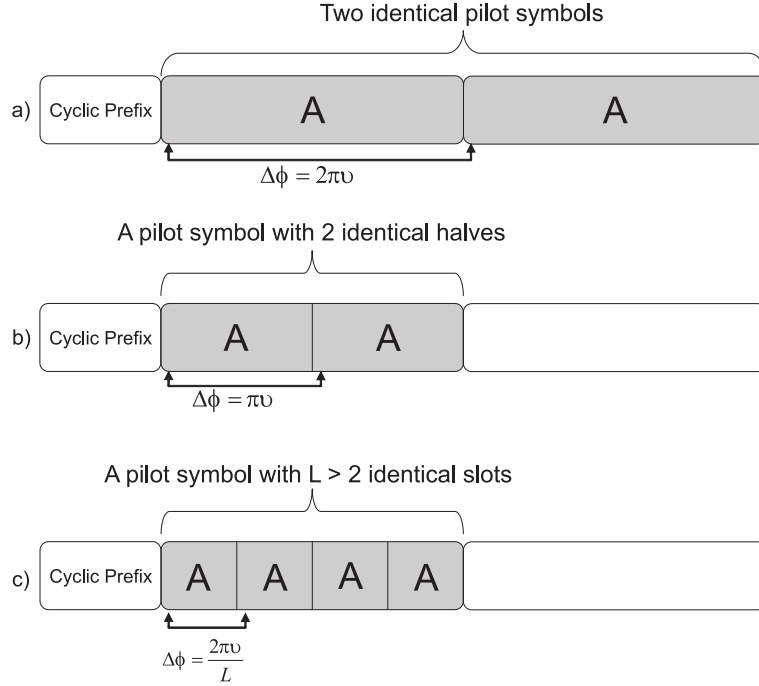 Two identical pilot symbols
a) Cyclic Prefix A A
Δϕ = 2πυ
A pilot symbol with 2 identical halves
b) Cyclic Prefix A A
Δϕ = πυ
A pilot symbol with L > 2 identical slots
c) Cyclic Prefix A A A A
Δϕ = 2πυ/L